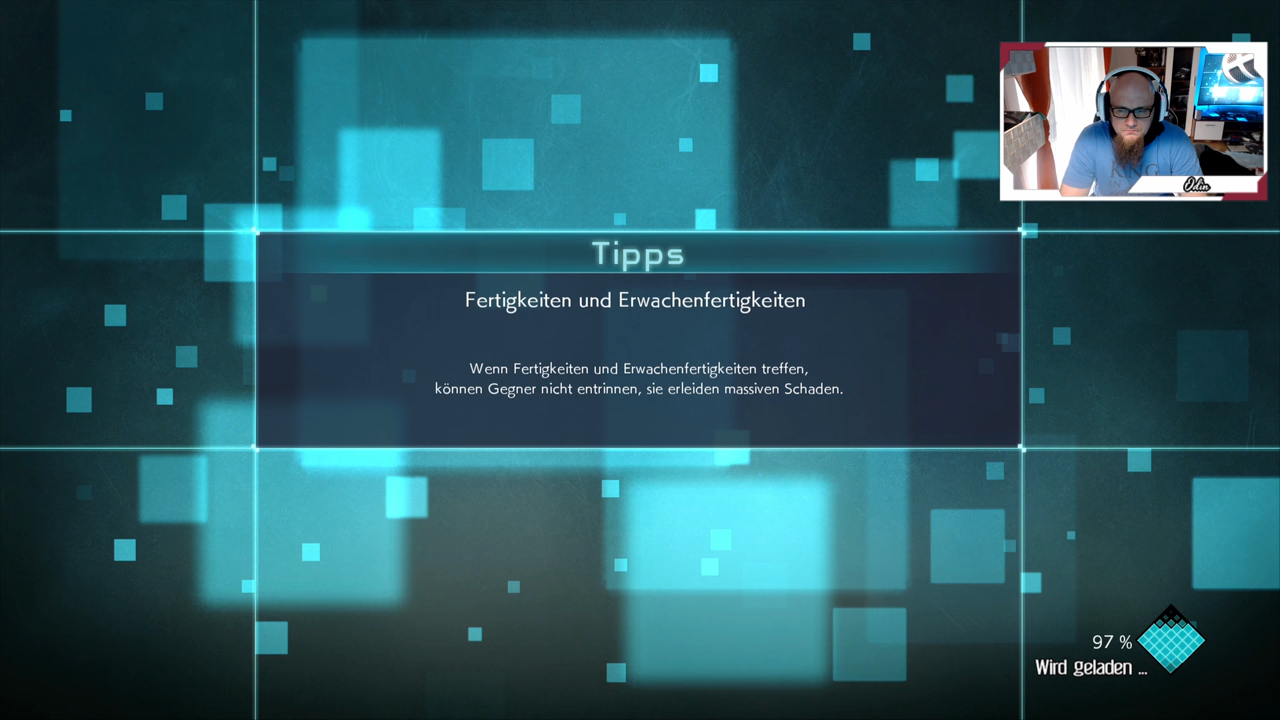 Tipps
Fertigkeiten und Erwachenfertigkeiten
Wenn Fertigkeiten und Erwachenfertigkeiten treffen,
können Gegner nicht entrinnen, sie erleiden massiven Schaden.
Odin
97 %
Wird geladen ...